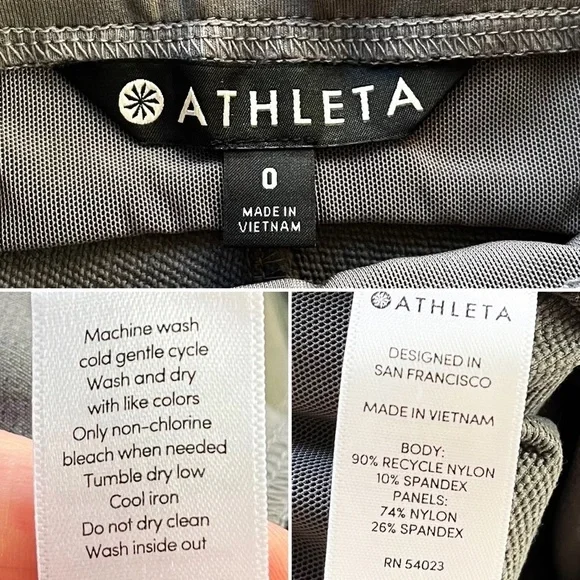 ATHLETA
0
MADE IN
VIETNAM
Machine wash
cold gentle cycle
Wash and dry
with like colors
Only non-chlorine
bleach when needed
Tumble dry low
Cool iron
Do not dry clean
Wash inside out
ATHLETA
DESIGNED IN
SAN FRANCISCO
MADE IN VIETNAM
BODY:
90% RECYCLE NYLON
10% SPANDEX
PANELS:
74% NYLON
26% SPANDEX
RN 54023